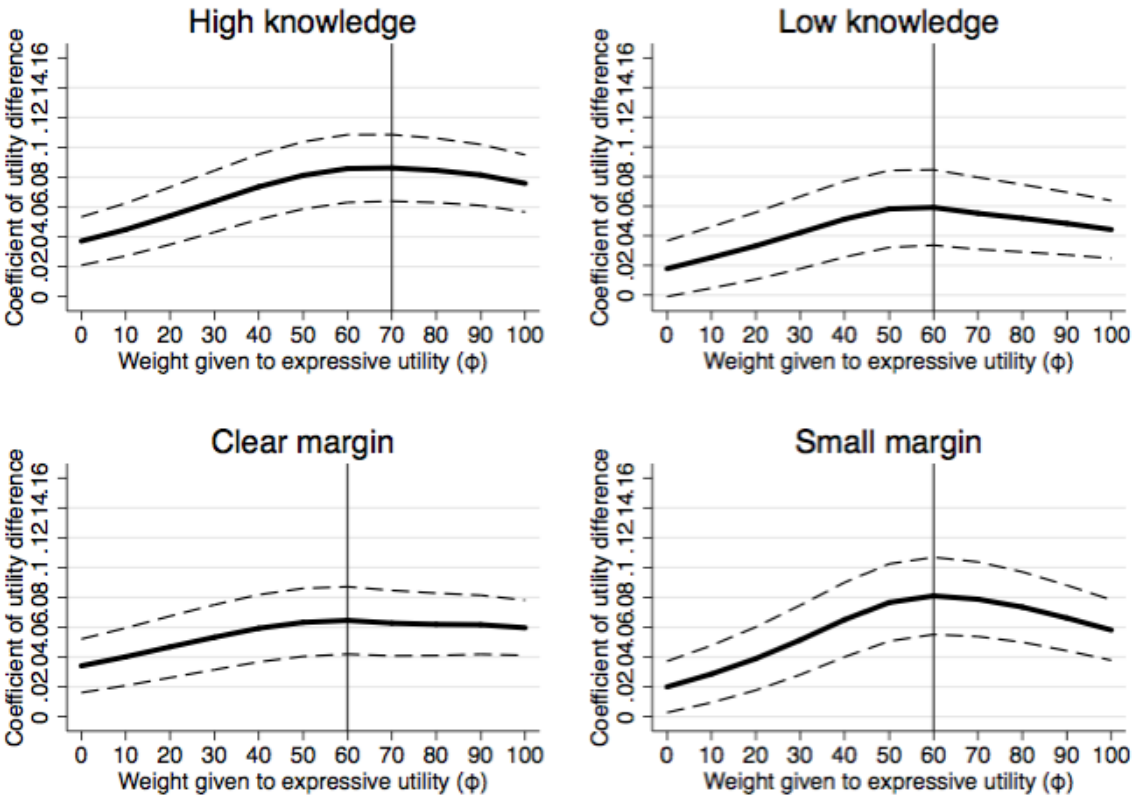 High knowledge
Coefficient of utility difference
0 .02 .04 .06 .08 .1 .12 .14 .16
0 10 20 30 40 50 60 70 80 90 100
Weight given to expressive utility (φ)
Low knowledge
Coefficient of utility difference
0 .02 .04 .06 .08 .1 .12 .14 .16
0 10 20 30 40 50 60 70 80 90 100
Weight given to expressive utility (φ)
Clear margin
Coefficient of utility difference
0 .02 .04 .06 .08 .1 .12 .14 .16
0 10 20 30 40 50 60 70 80 90 100
Weight given to expressive utility (φ)
Small margin
Coefficient of utility difference
0 .02 .04 .06 .08 .1 .12 .14 .16
0 10 20 30 40 50 60 70 80 90 100
Weight given to expressive utility (φ)